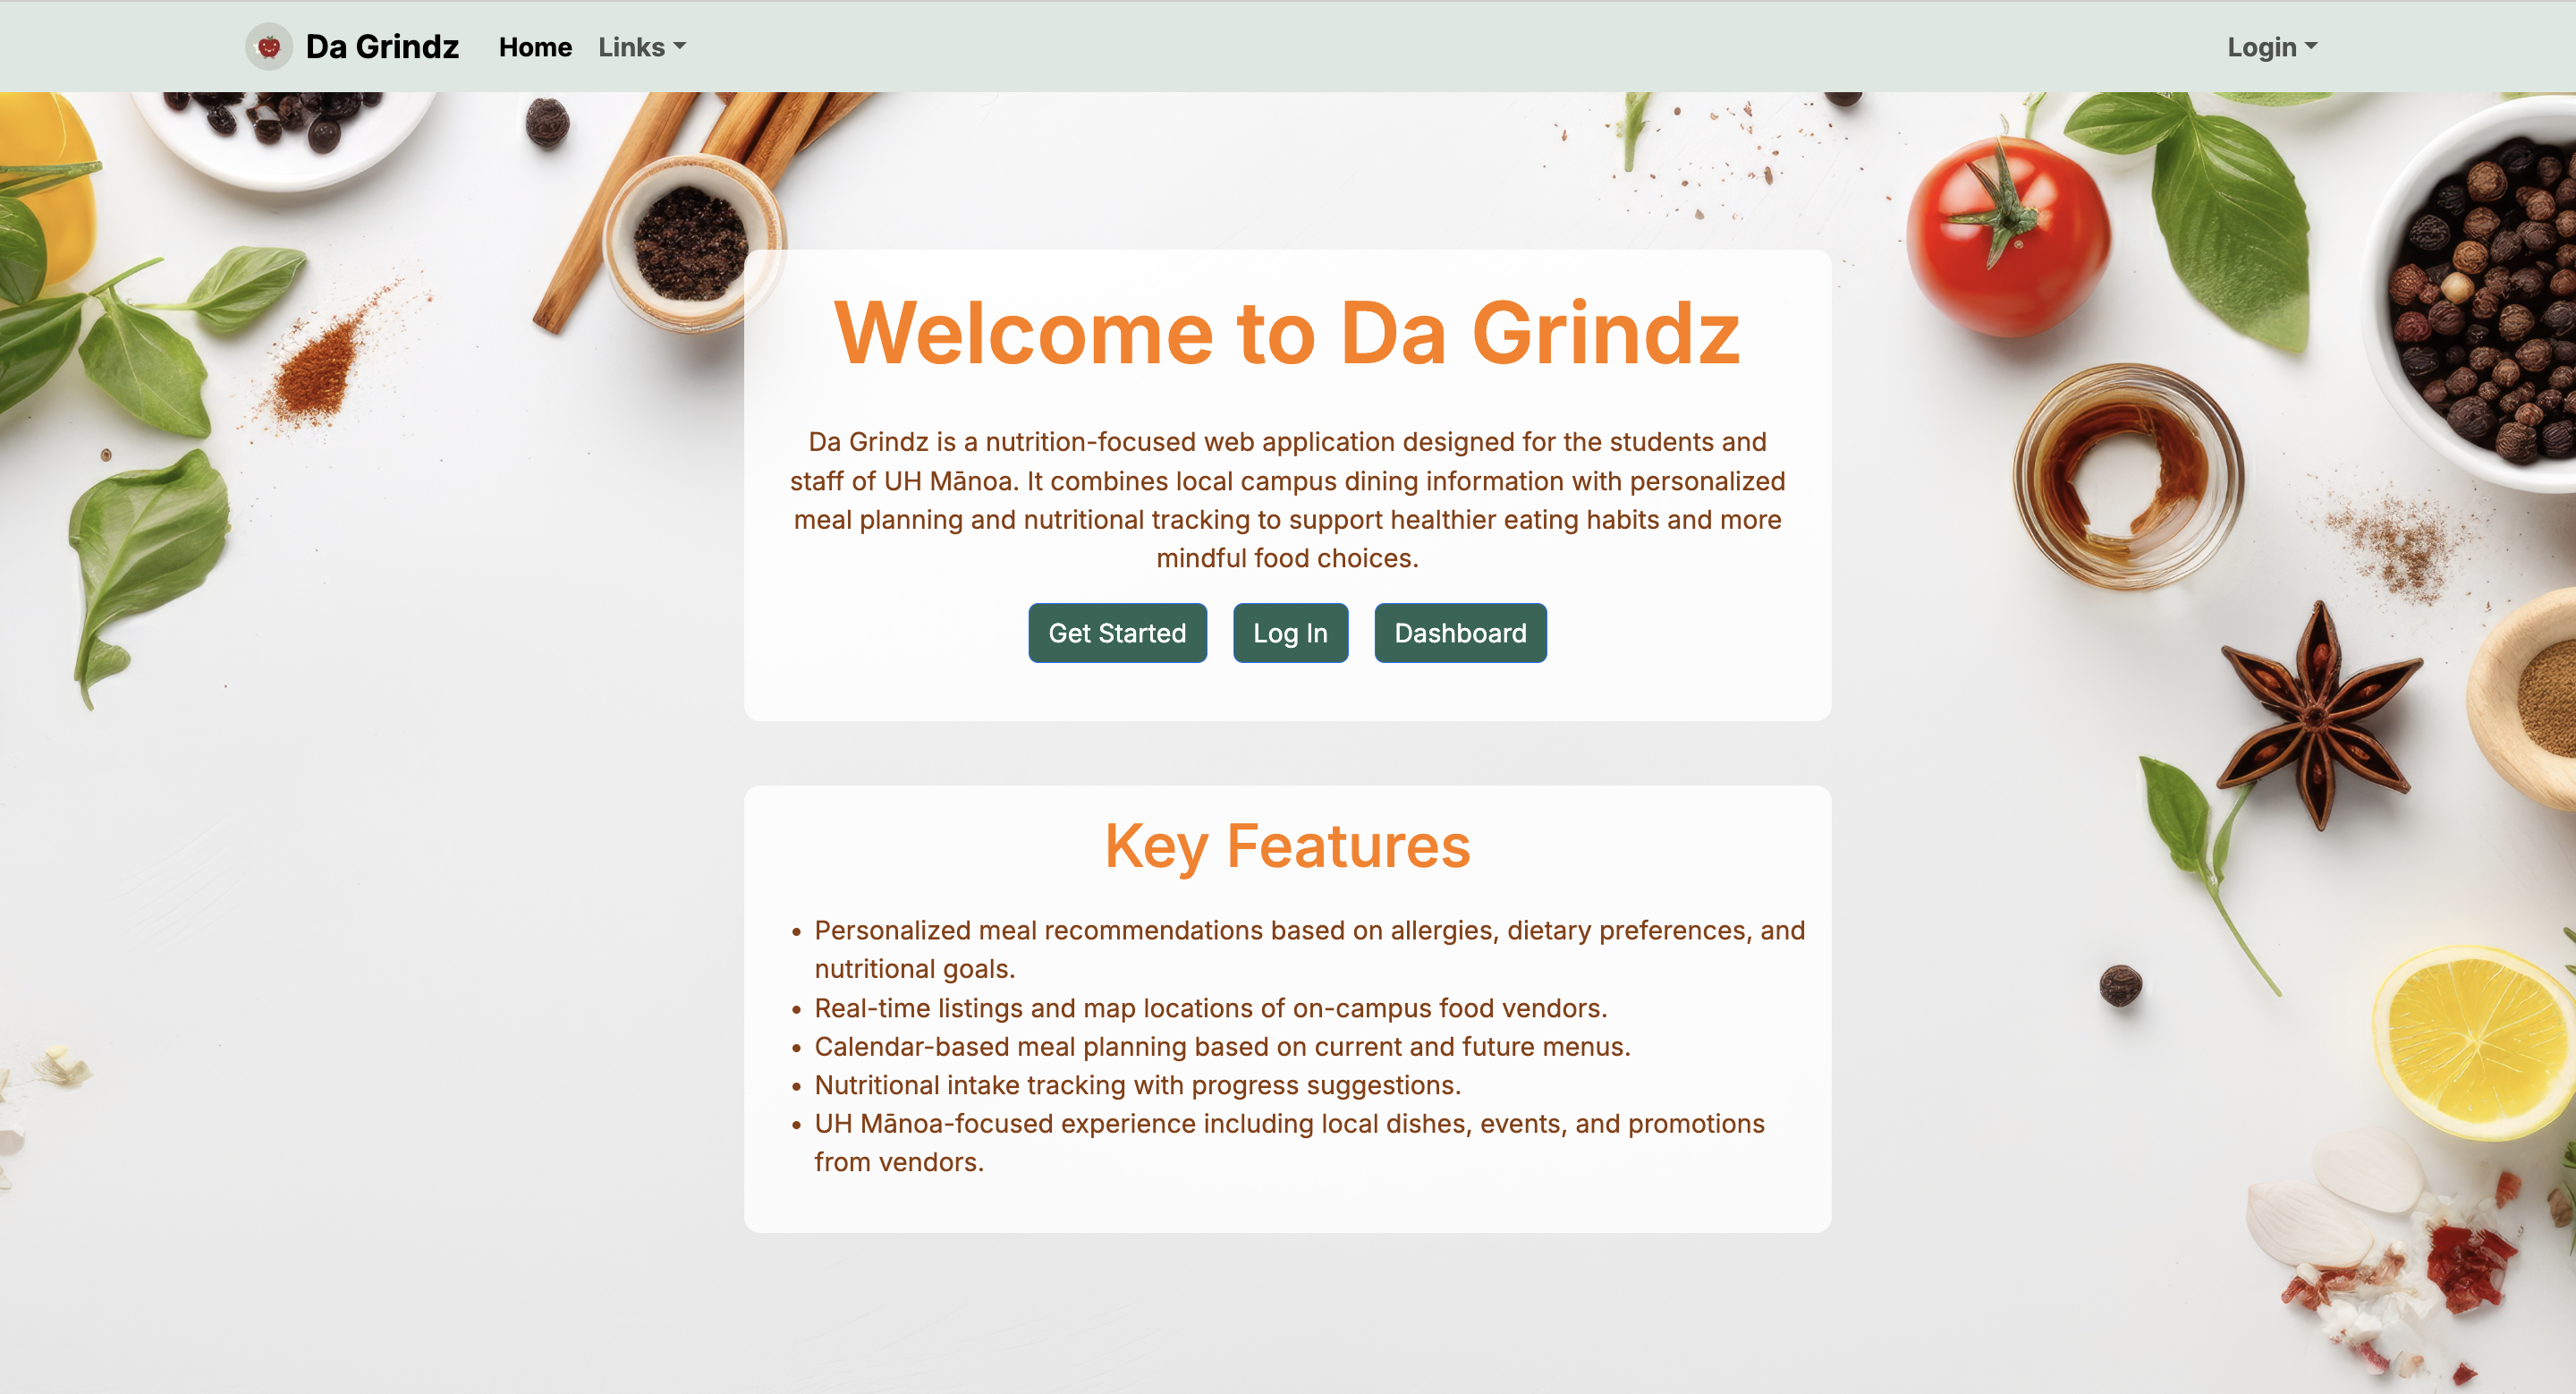 Da Grindz Home Links Login
Welcome to Da Grindz
Da Grindz is a nutrition-focused web application designed for the students and
staff of UH Mānoa. It combines local campus dining information with personalized
meal planning and nutritional tracking to support healthier eating habits and more
mindful food choices.
Get Started Log In Dashboard
Key Features
• Personalized meal recommendations based on allergies, dietary preferences, and
nutritional goals.
• Real-time listings and map locations of on-campus food vendors.
• Calendar-based meal planning based on current and future menus.
• Nutritional intake tracking with progress suggestions.
• UH Mānoa-focused experience including local dishes, events, and promotions
from vendors.